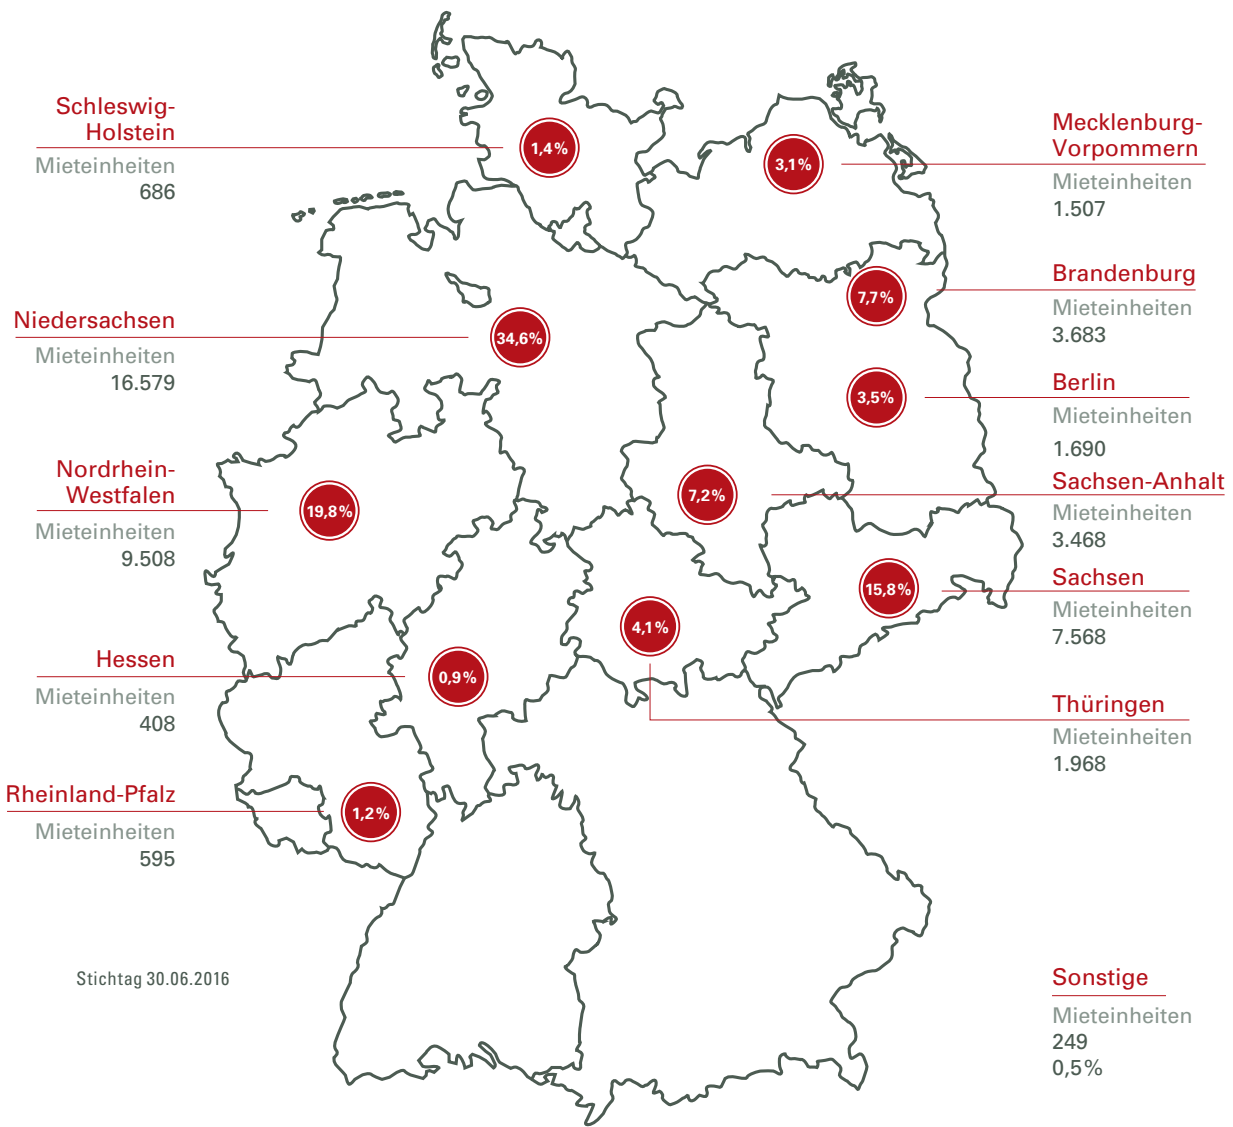 Schleswig-
Holstein
Mieteinheiten
686
1,4%
Niedersachsen
Mieteinheiten
16.579
34,6%
Nordrhein-
Westfalen
Mieteinheiten
9.508
19,8%
Hessen
Mieteinheiten
408
0,9%
Rheinland-Pfalz
Mieteinheiten
595
1,2%
Stichtag 30.06.2016
Mecklenburg-
Vorpommern
Mieteinheiten
1.507
3,1%
Brandenburg
Mieteinheiten
3.683
7,7%
Berlin
Mieteinheiten
1.690
3,5%
Sachsen-Anhalt
Mieteinheiten
3.468
7,2%
Sachsen
Mieteinheiten
7.568
15,8%
Thüringen
Mieteinheiten
1.968
4,1%
Sonstige
Mieteinheiten
249
0,5%